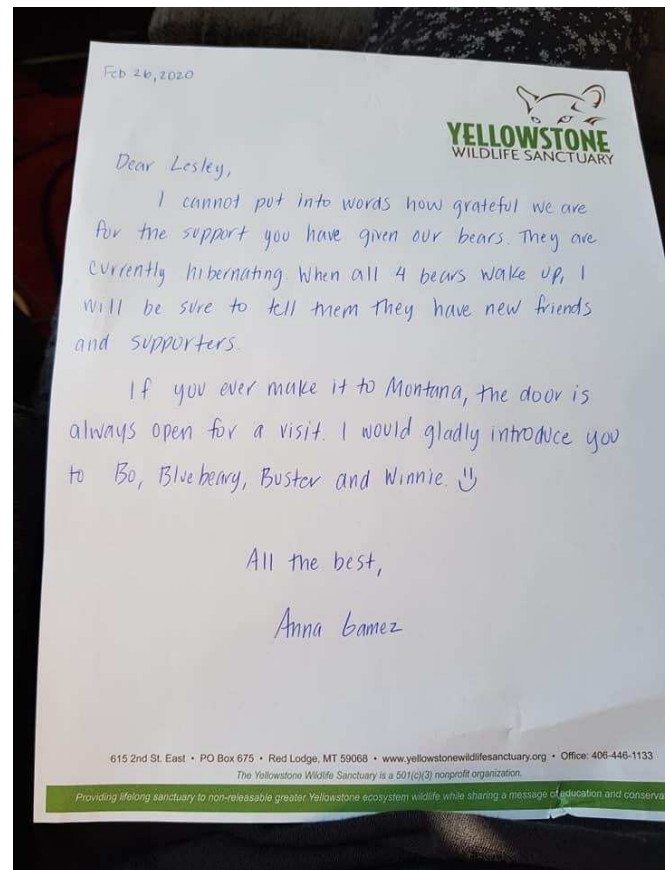 Feb 26, 2020
YELLOWSTONE
WILDLIFE SANCTUARY
Dear Lesley,
I cannot put into words how grateful we are
for the support you have given our bears. They are
currently hibernating. When all 4 bears wake up, I
will be sure to tell them they have new friends
and supporters.
If you ever make it to Montana, the door is
always open for a visit. I would gladly introduce you
to Bo, Bluebeary, Buster and Winnie.
All the best,
Anna Gamez
615 2nd St. East • PO Box 675 • Red Lodge, MT 59068 • www.yellowstonewildlifesanctuary.org • Office: 406-446-1133
The Yellowstone Wildlife Sanctuary is a 501(c)(3) nonprofit organization.
Providing lifelong sanctuary to non-releasable greater Yellowstone ecosystem wildlife while sharing a message of education and conserva